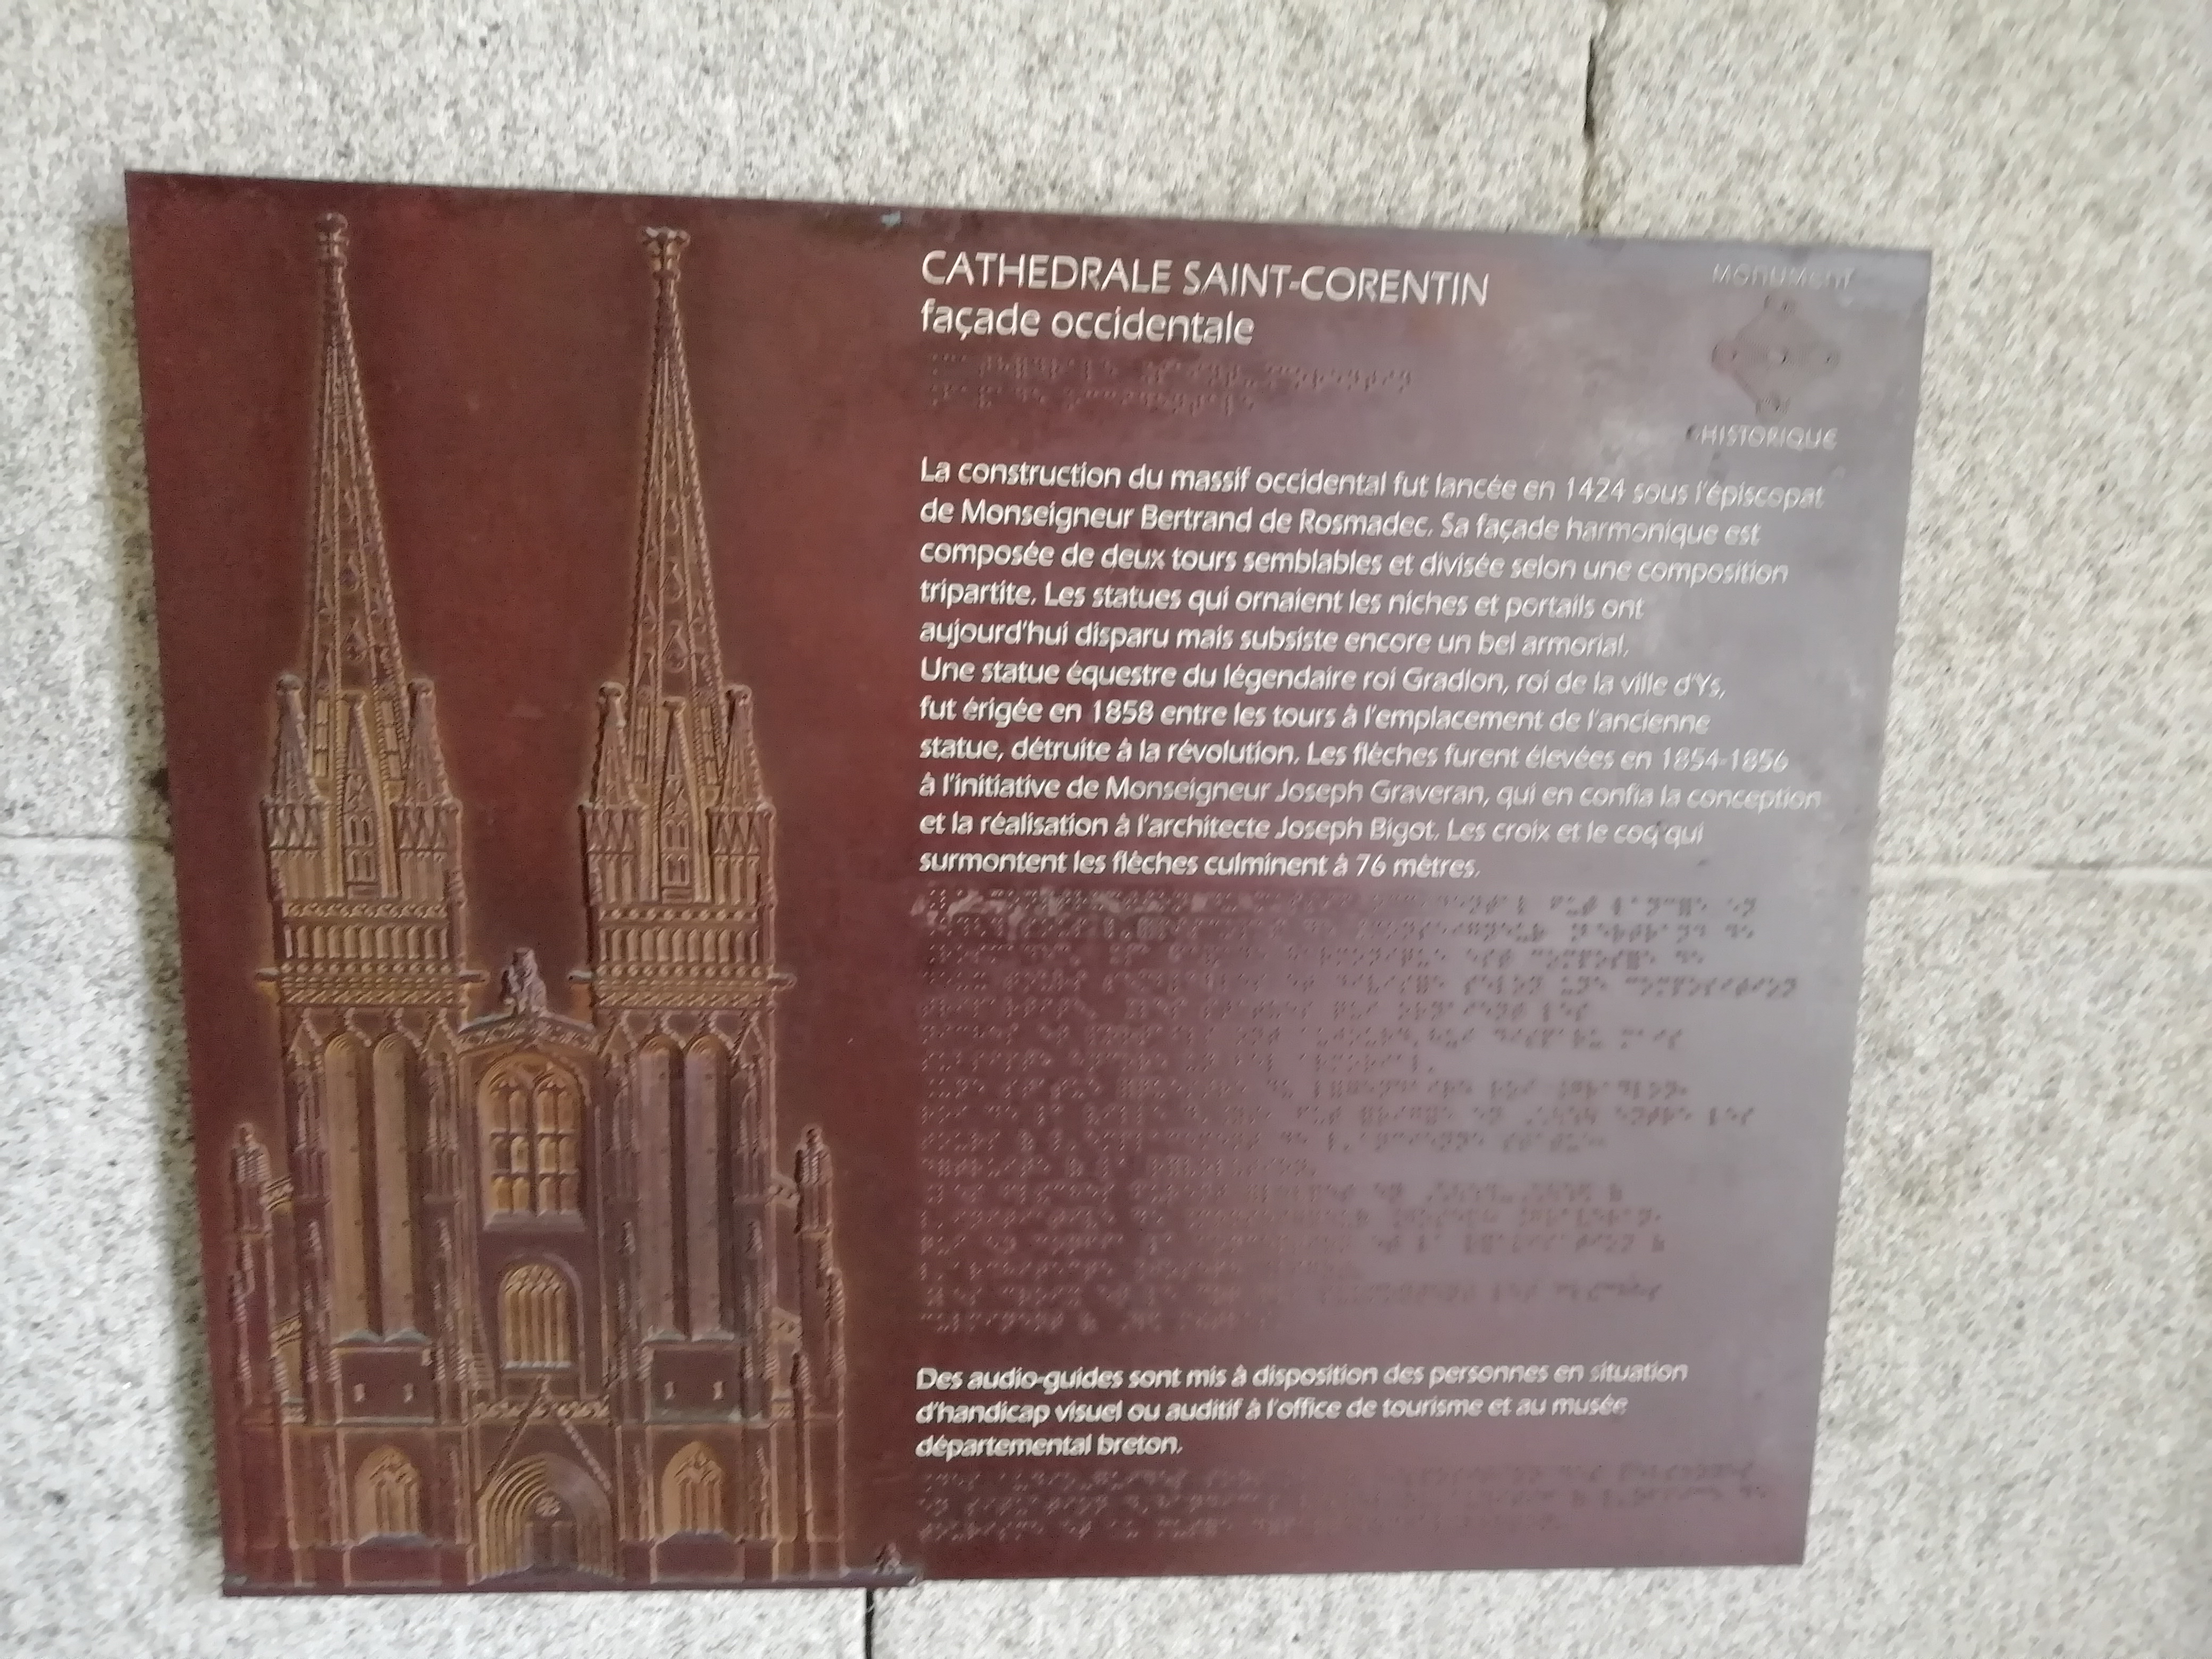 CATHEDRALE SAINT-CORENTIN
façade occidentale
MONUMENT
HISTORIQUE
La construction du massif occidental fut lancée en 1424 sous l'épiscopat
de Monseigneur Bertrand de Rosmadec. Sa façade harmonique est
composée de deux tours semblables et divisée selon une composition
tripartite. Les statues qui ornaient les niches et portails ont
aujourd'hui disparu mais subsiste encore un bel armorial.
Une statue équestre du légendaire roi Gradlon, roi de la ville d'Ys,
fut érigée en 1858 entre les tours à l'emplacement de l'ancienne
statue, détruite à la révolution. Les flèches furent élevées en 1854-1856
à l'initiative de Monseigneur Joseph Graveran, qui en confia la conception
et la réalisation à l'architecte Joseph Bigot. Les croix et le coq qui
surmontent les flèches culminent à 76 mètres.
Des audio-guides sont mis à disposition des personnes en situation
d'handicap visuel ou auditif à l'office de tourisme et au musée
départemental breton.